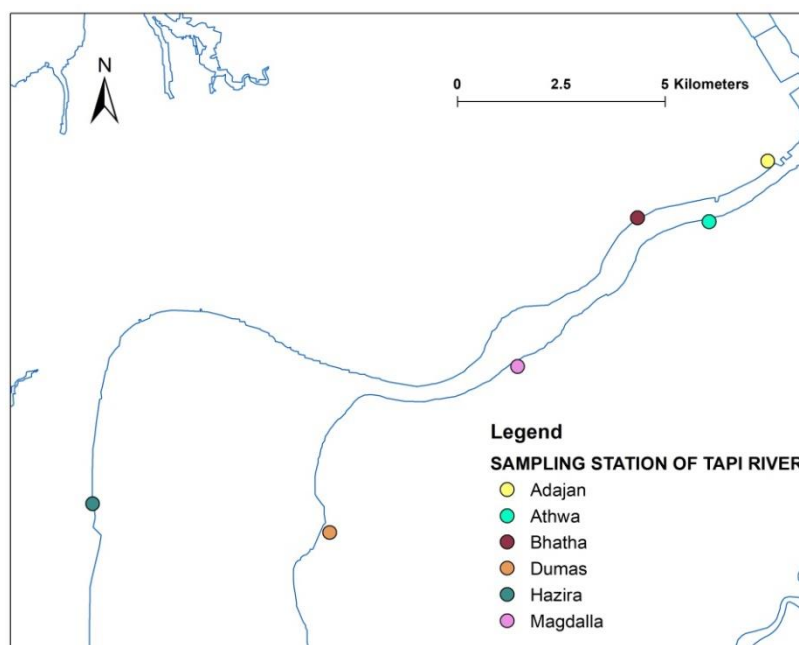 N
0 2.5 5 Kilometers
Legend
SAMPLING STATION OF TAPI RIVER
Adajan
Athwa
Bhatha
Dumas
Hazira
Magdalla